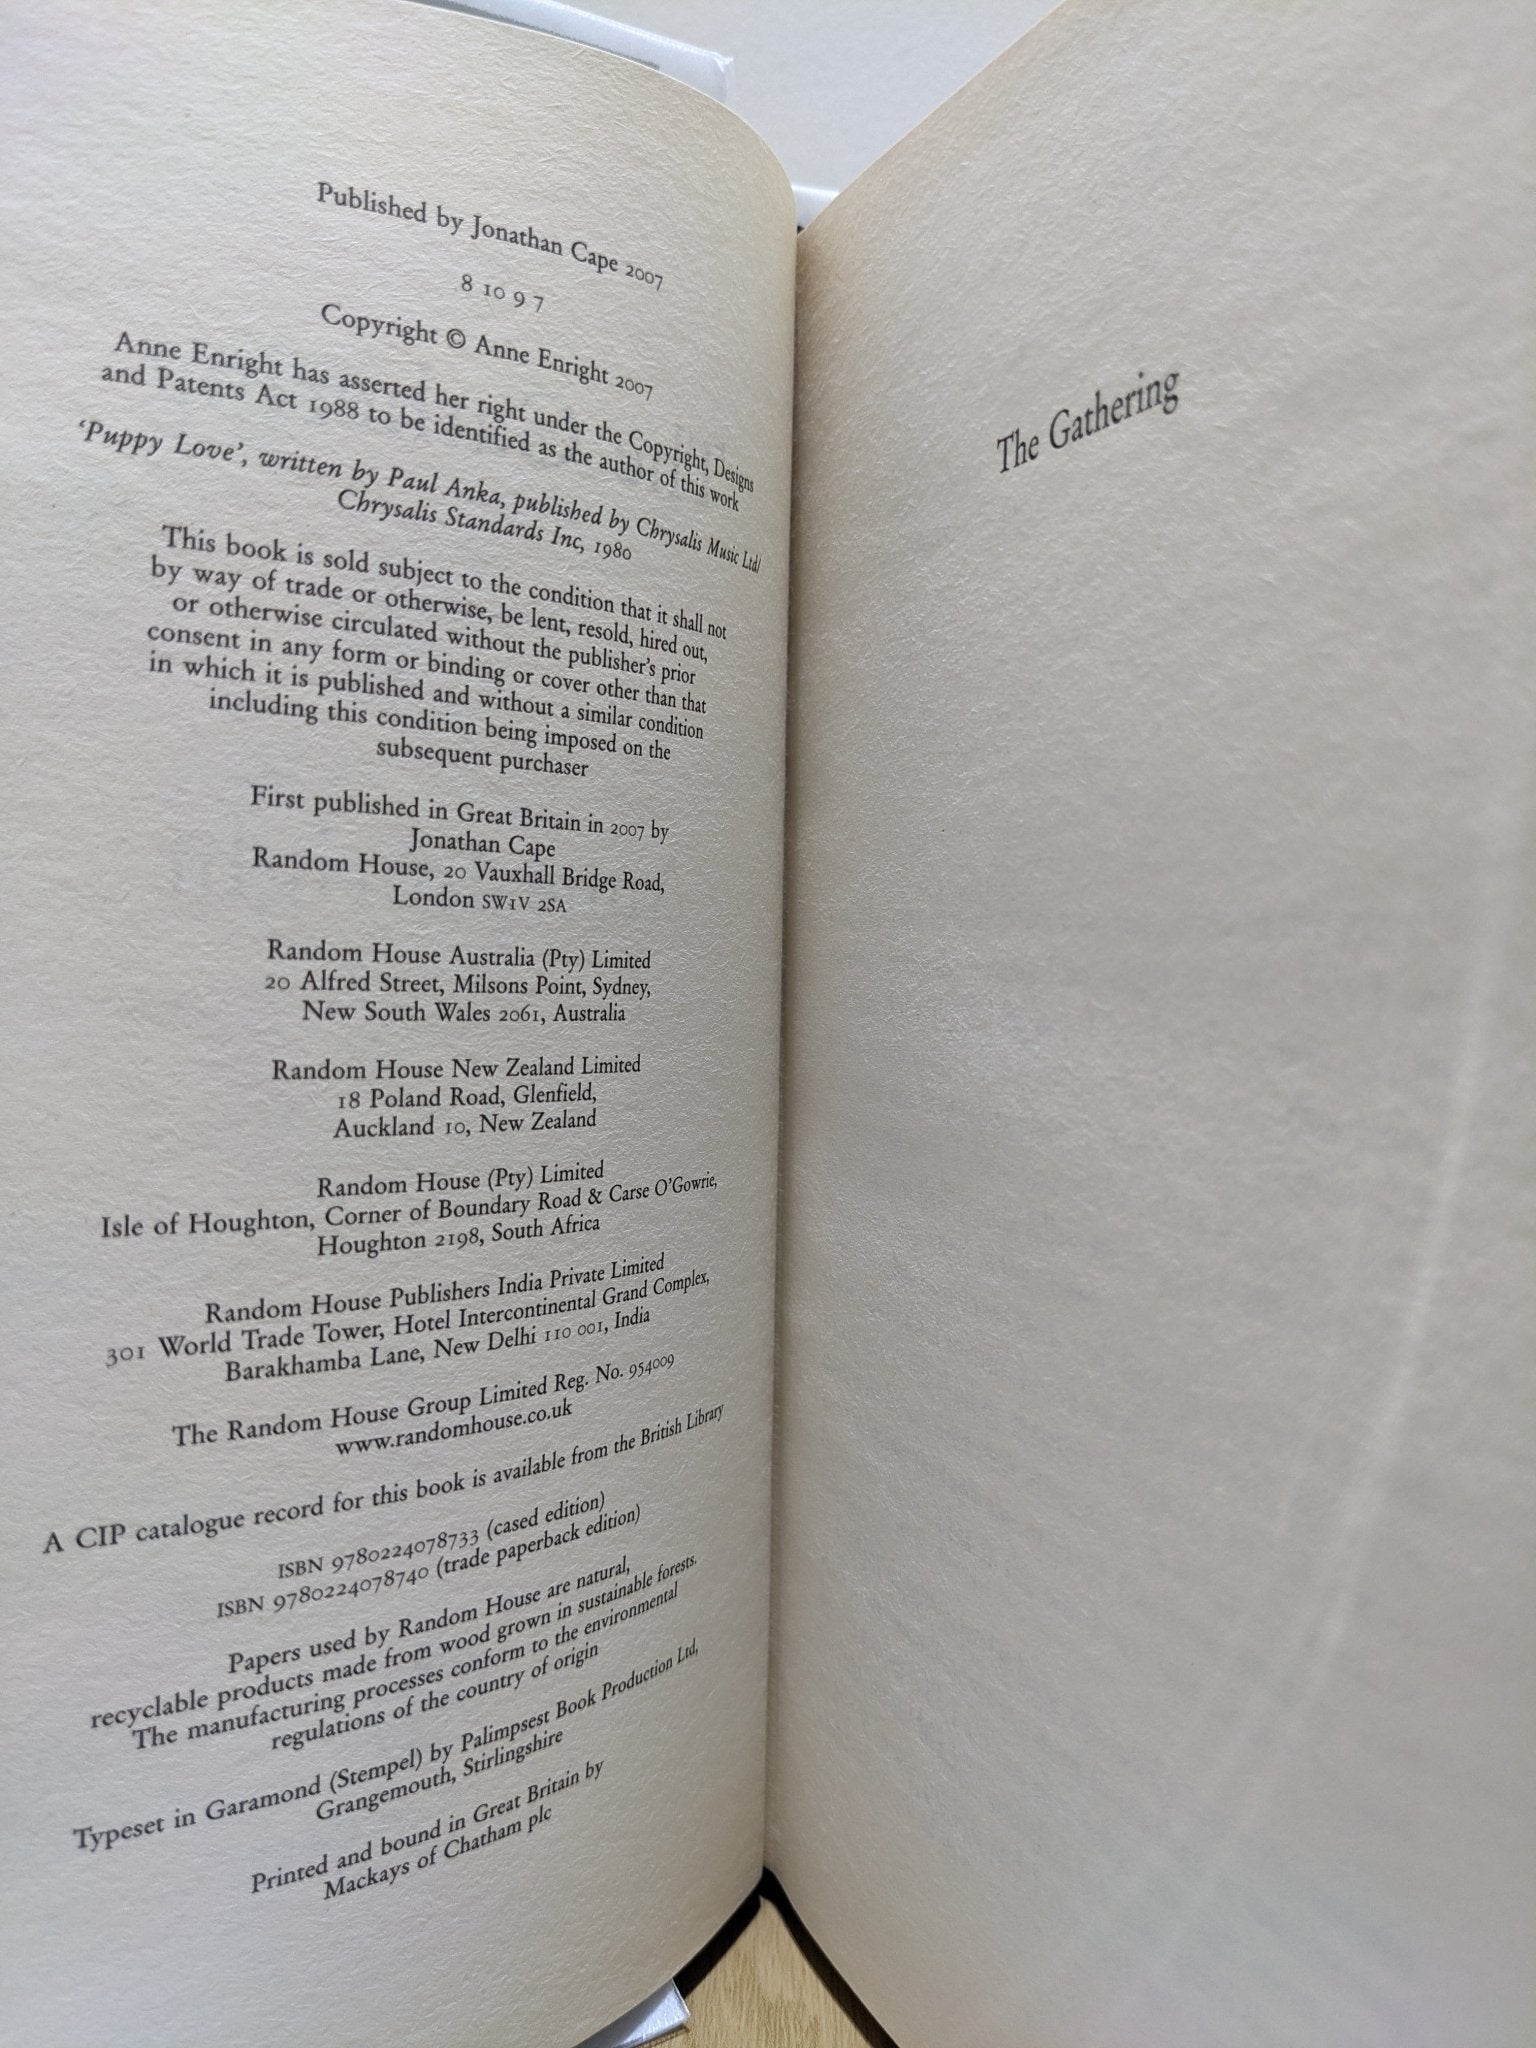 Published by Jonathan Cape 2007
8 10 9 7
Copyright © Anne Enright 2007
Anne Enright has asserted her right under the Copyright, Designs
and Patents Act 1988 to be identified as the author of this work
‘Puppy Love’, written by Paul Anka, published by Chrysalis Music Ltd/
Chrysalis Standards Inc, 1980
This book is sold subject to the condition that it shall not
by way of trade or otherwise, be lent, resold, hired out,
or otherwise circulated without the publisher’s prior
consent in any form or binding or cover other than that
in which it is published and without a similar condition
including this condition being imposed on the
subsequent purchaser
First published in Great Britain in 2007 by
Jonathan Cape
Random House, 20 Vauxhall Bridge Road,
London SW1V 2SA
Random House Australia (Pty) Limited
20 Alfred Street, Milsons Point, Sydney,
New South Wales 2061, Australia
Random House New Zealand Limited
18 Poland Road, Glenfield,
Auckland 10, New Zealand
Random House (Pty) Limited
Isle of Houghton, Corner of Boundary Road & Carse O’Gowrie,
Houghton 2198, South Africa
Random House Publishers India Private Limited
301 World Trade Tower, Hotel Intercontinental Grand Complex,
Barakhamba Lane, New Delhi 110 001, India
The Random House Group Limited Reg. No. 954009
www.randomhouse.co.uk
A CIP catalogue record for this book is available from the British Library
ISBN 9780224078733 (cased edition)
ISBN 9780224078740 (trade paperback edition)
Papers used by Random House are natural,
recyclable products made from wood grown in sustainable forests.
The manufacturing processes conform to the environmental
regulations of the country of origin
Typeset in Garamond (Stempel) by Palimpsest Book Production Ltd,
Grangemouth, Stirlingshire
Printed and bound in Great Britain by
Mackays of Chatham plc
The Gathering